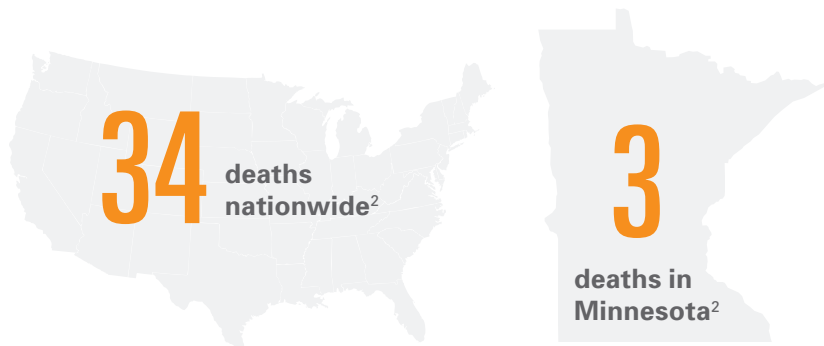 34
deaths
nationwide²
3
deaths in
Minnesota²